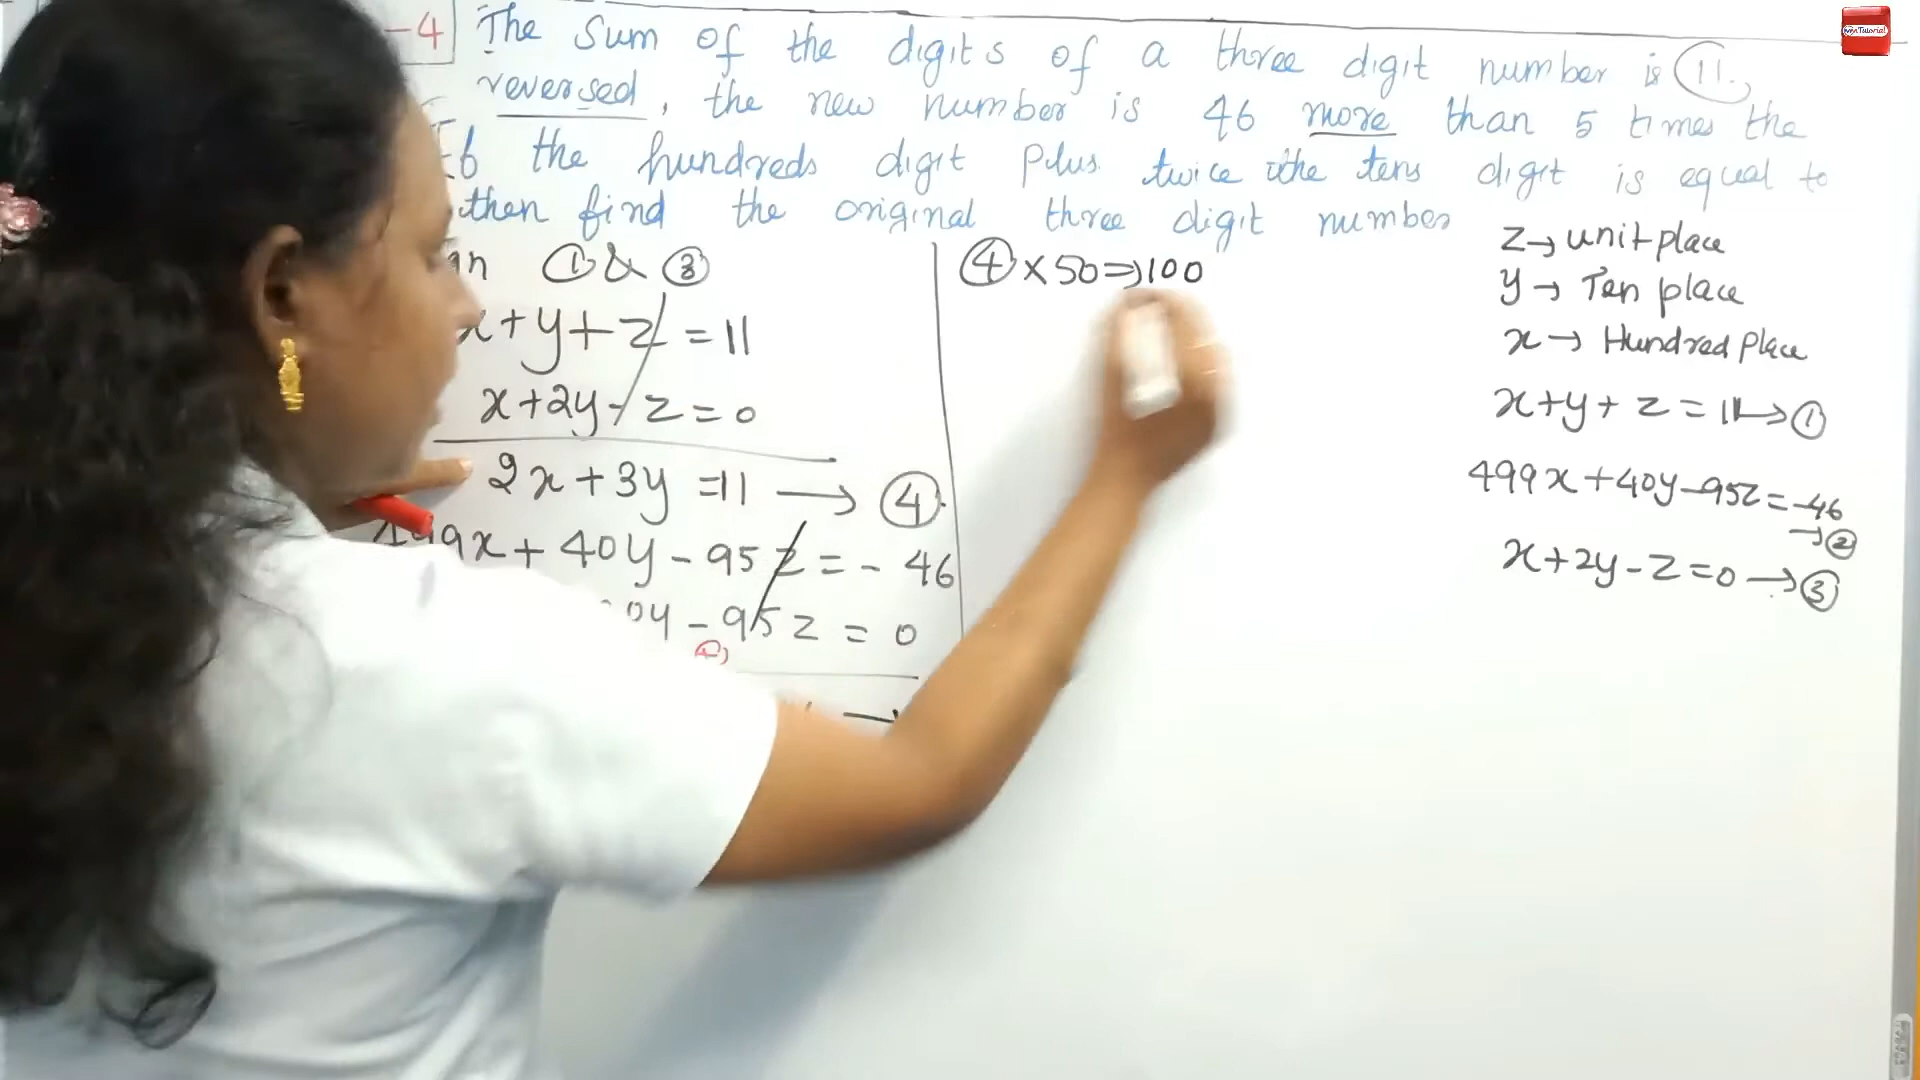 -4 The Sum of the digits of a three digit number is 11.
reversed, the new number is 46 more than 5 times the
If the hundreds digit plus twice the tens digit is equal to
then find the original three digit number
z → unit place
① & ③
④ × 50 ⇒ 100
y → Ten place
x + y + z = 11
x → Hundred Place
x + 2y - z = 0
x + y + z = 11 → ①
2x + 3y = 11 → ④
499x + 40y - 95z = -46 → ②
499x + 40y - 95z = - 46
x + 2y - z = 0 → ③
0y - 95z = 0
(+)